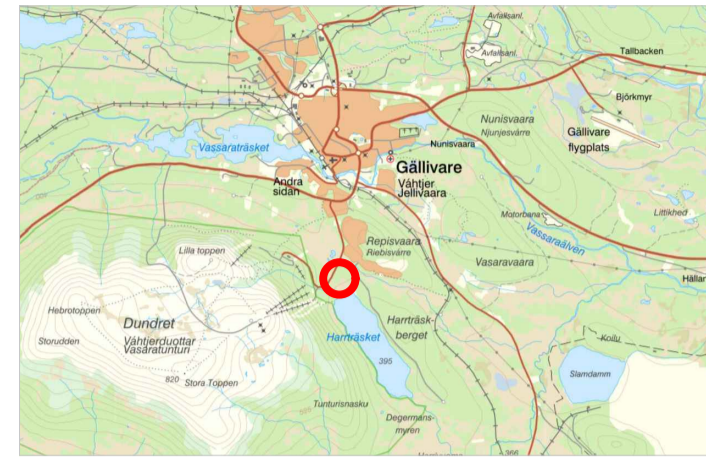 Avfallsanl.
Avfallsanl.
Tallbacken
Björkmyr
Nunisvaara
Njunjesvárre
Gällivare
flygplats
Vassaraträsket
Nunisvaara
Gällivare
Váhtjer
Jellivaara
Andra
sidan
Motorbana
Littikhed
Vassaraälven
Lilla toppen
Repisvaara
Riebisvárre
Vasaravaara
Hällan
Hebrotoppen
Dundret
Storudden
Váhtjerduottar
Vasaratunturi
Harrträsket
Harrträsk-
berget
Koilu
395
Slamdamm
820
Stora Toppen
Tunturisnasku
Degermans-
myren
366